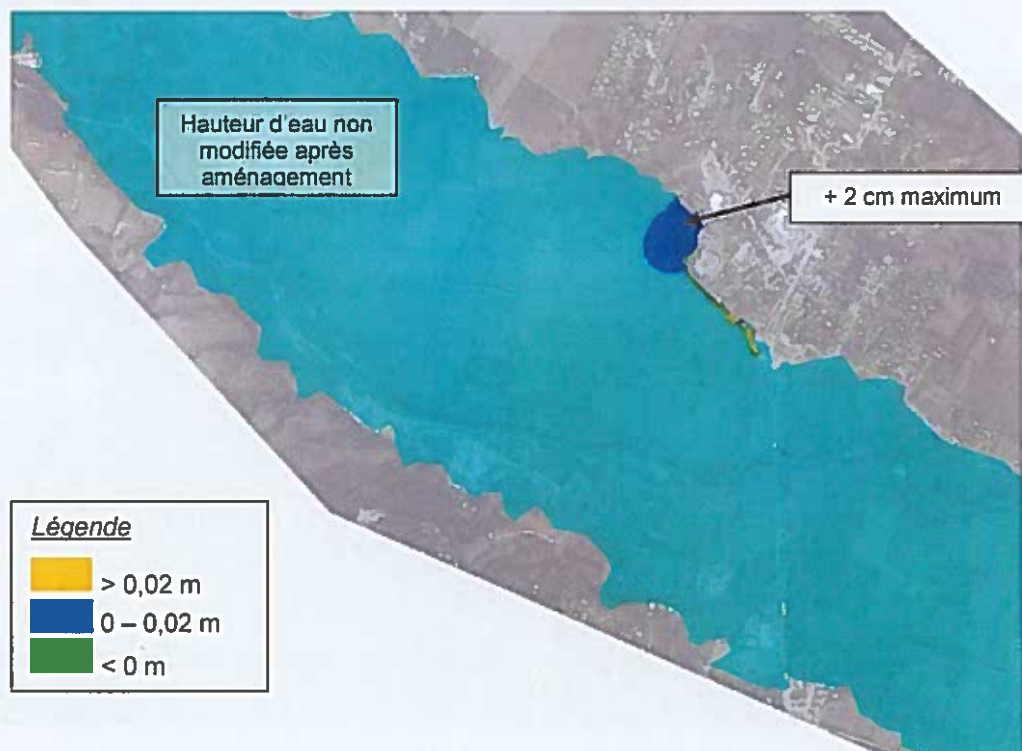 Hauteur d'eau non
modifiée après
aménagement
+ 2 cm maximum
Légende
> 0,02 m
0 – 0,02 m
< 0 m